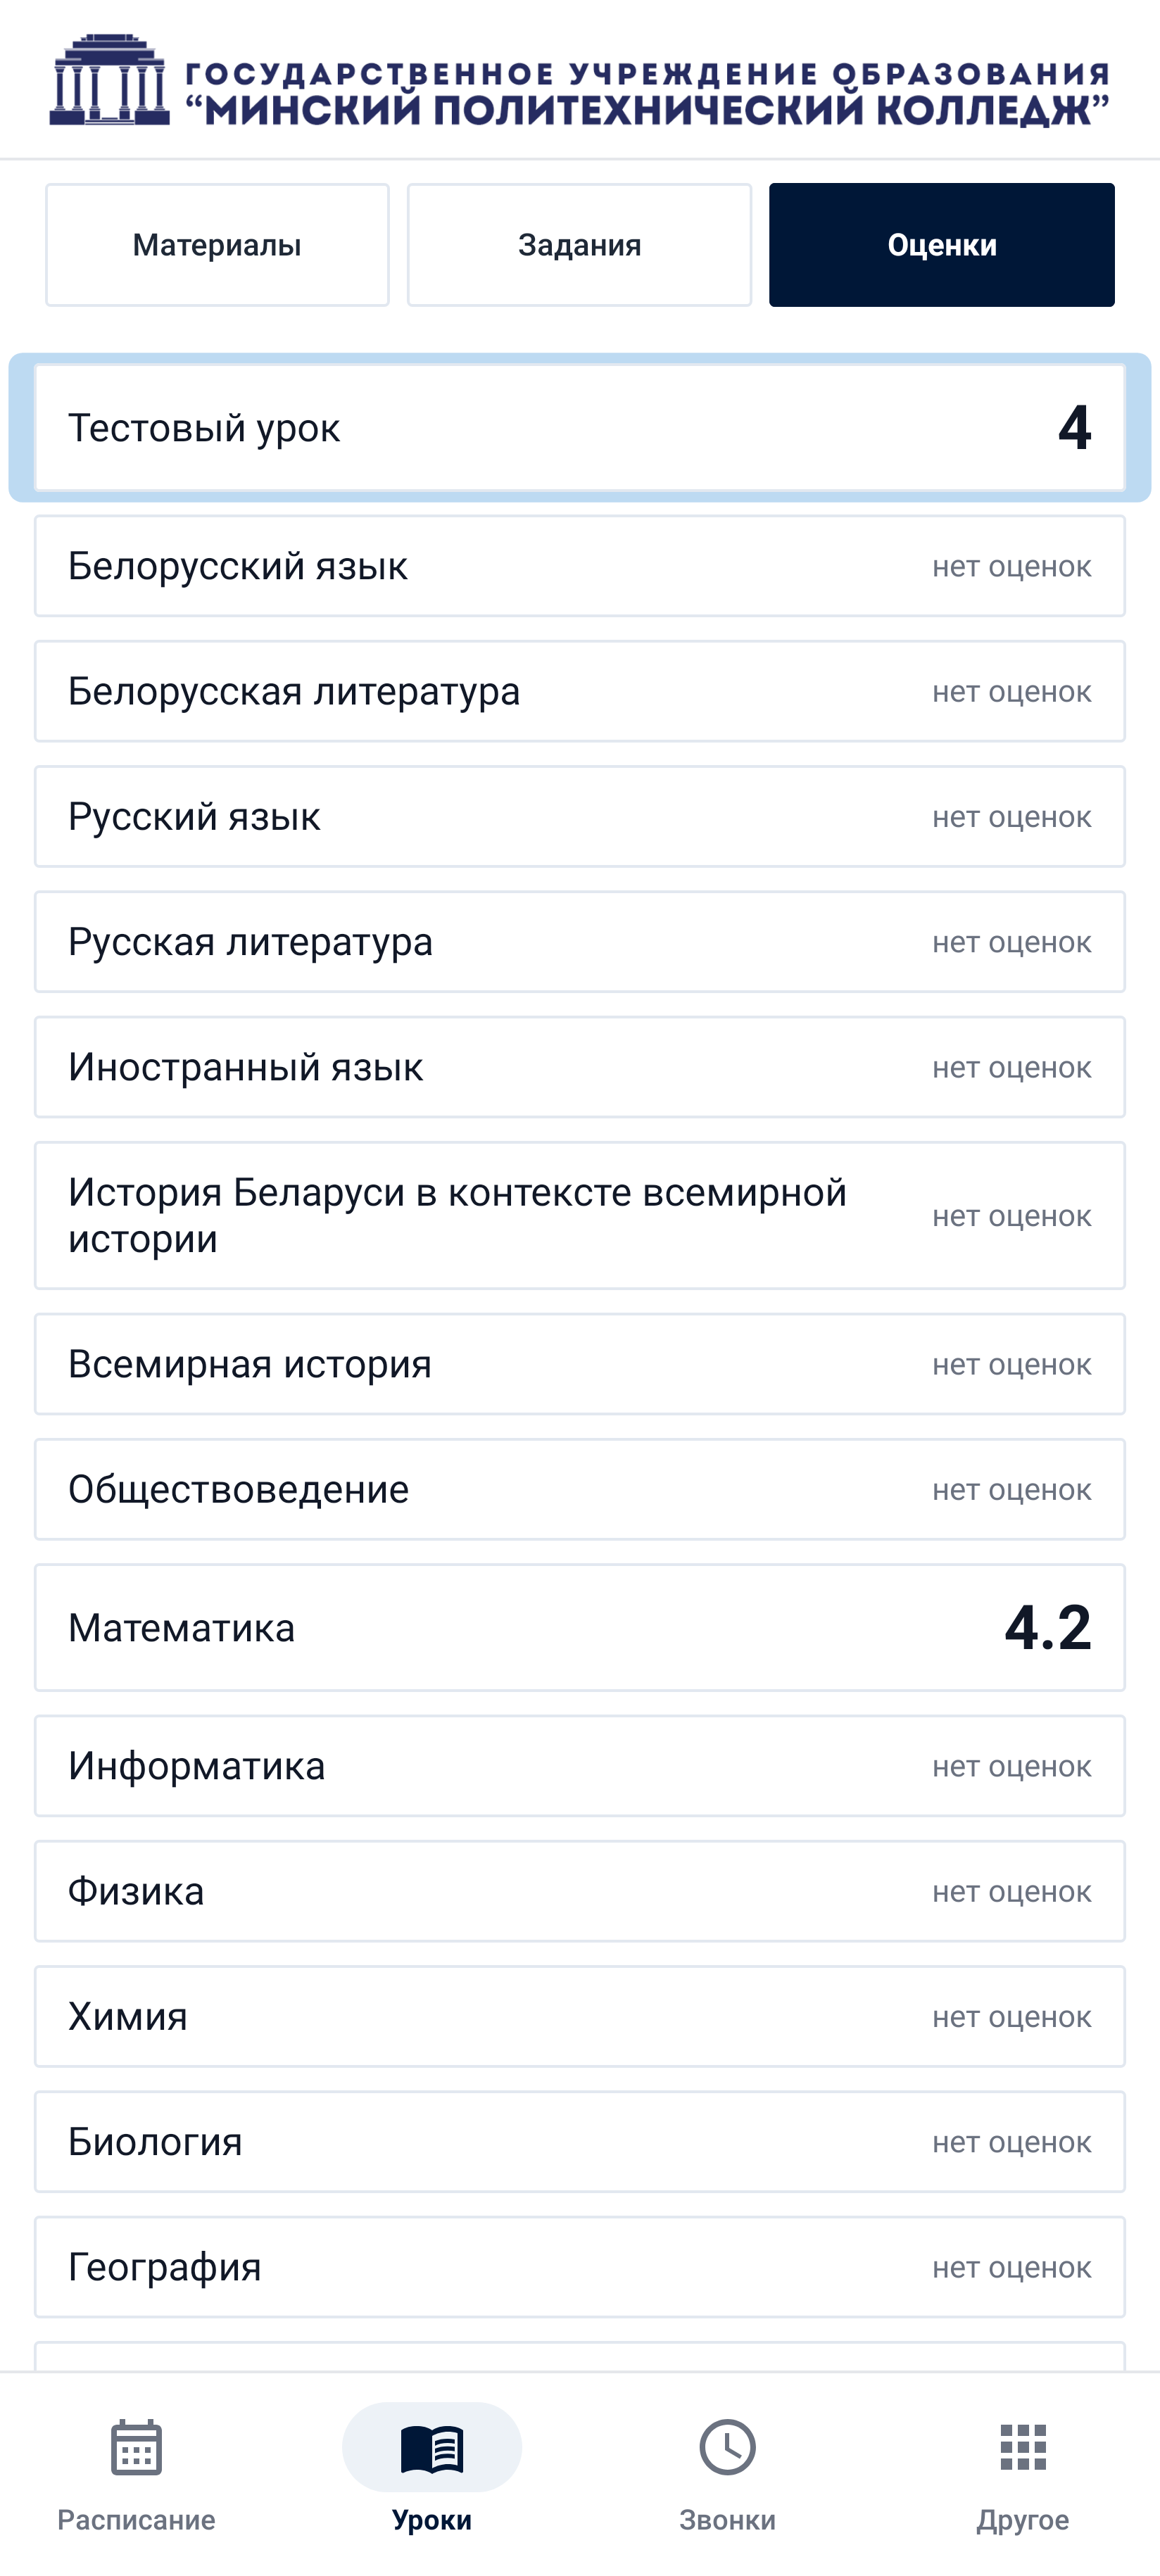 ГОСУДАРСТВЕННОЕ УЧРЕЖДЕНИЕ ОБРАЗОВАНИЯ
“МИНСКИЙ ПОЛИТЕХНИЧЕСКИЙ КОЛЛЕДЖ”
Материалы Задания Оценки
Тестовый урок 4
Белорусский язык нет оценок
Белорусская литература нет оценок
Русский язык нет оценок
Русская литература нет оценок
Иностранный язык нет оценок
История Беларуси в контексте всемирной
истории нет оценок
Всемирная история нет оценок
Обществоведение нет оценок
Математика 4.2
Информатика нет оценок
Физика нет оценок
Химия нет оценок
Биология нет оценок
География нет оценок
Расписание Уроки Звонки Другое